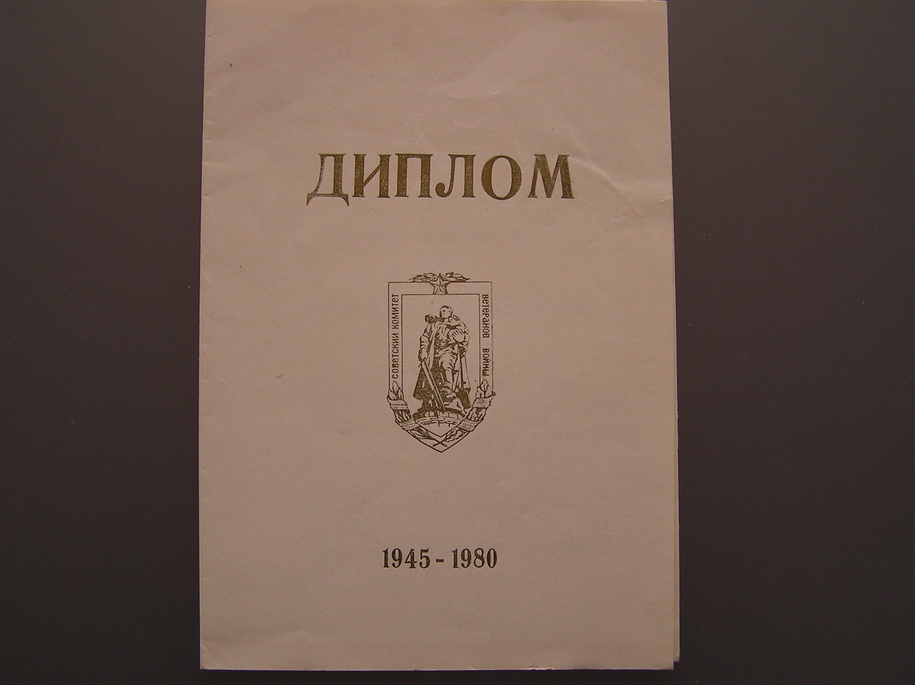 ДИПЛОМ
СОВЕТСКИЙ КОМИТЕТ
ВЕТЕРАНОВ ВОЙНЫ
1945 - 1980